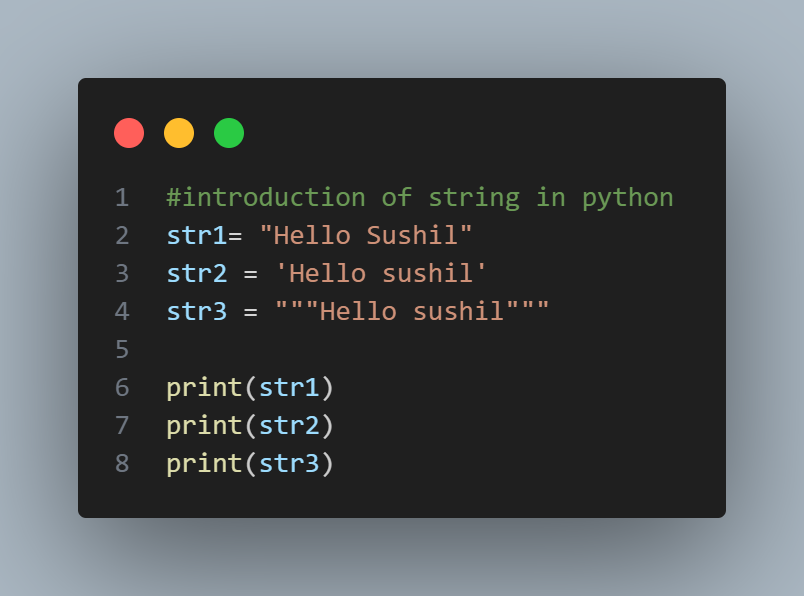 1 #introduction of string in python
2 str1= "Hello Sushil"
3 str2 = 'Hello sushil'
4 str3 = """Hello sushil"""
5
6 print(str1)
7 print(str2)
8 print(str3)